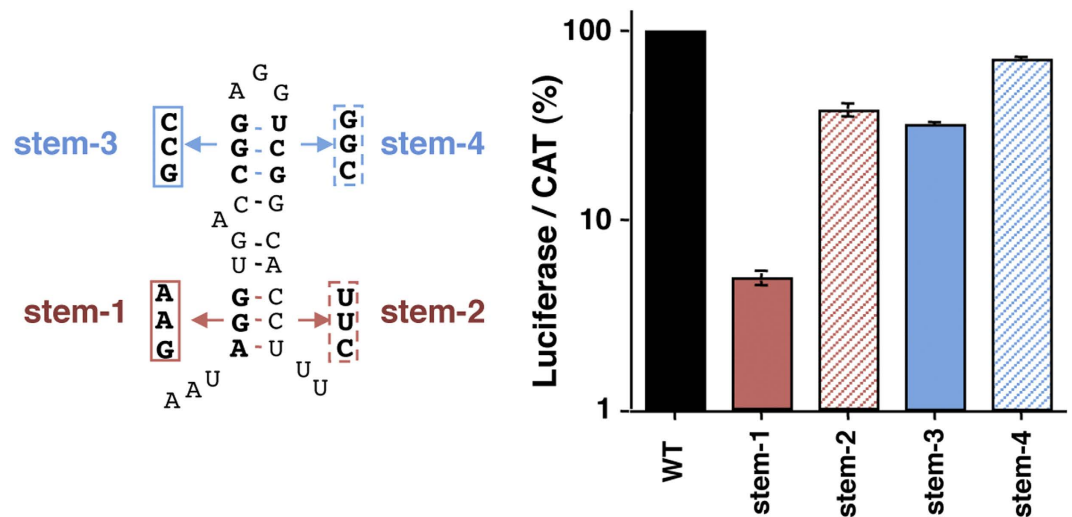 G
A G
stem-3 C G - U G stem-4
C G - C G
G C - G C
C G
A
G - C
U - A
stem-1 A G - C U stem-2
A G - C U
G A - U C
A A U U U
Luciferase / CAT (%)
100
10
1
WT
stem-1
stem-2
stem-3
stem-4